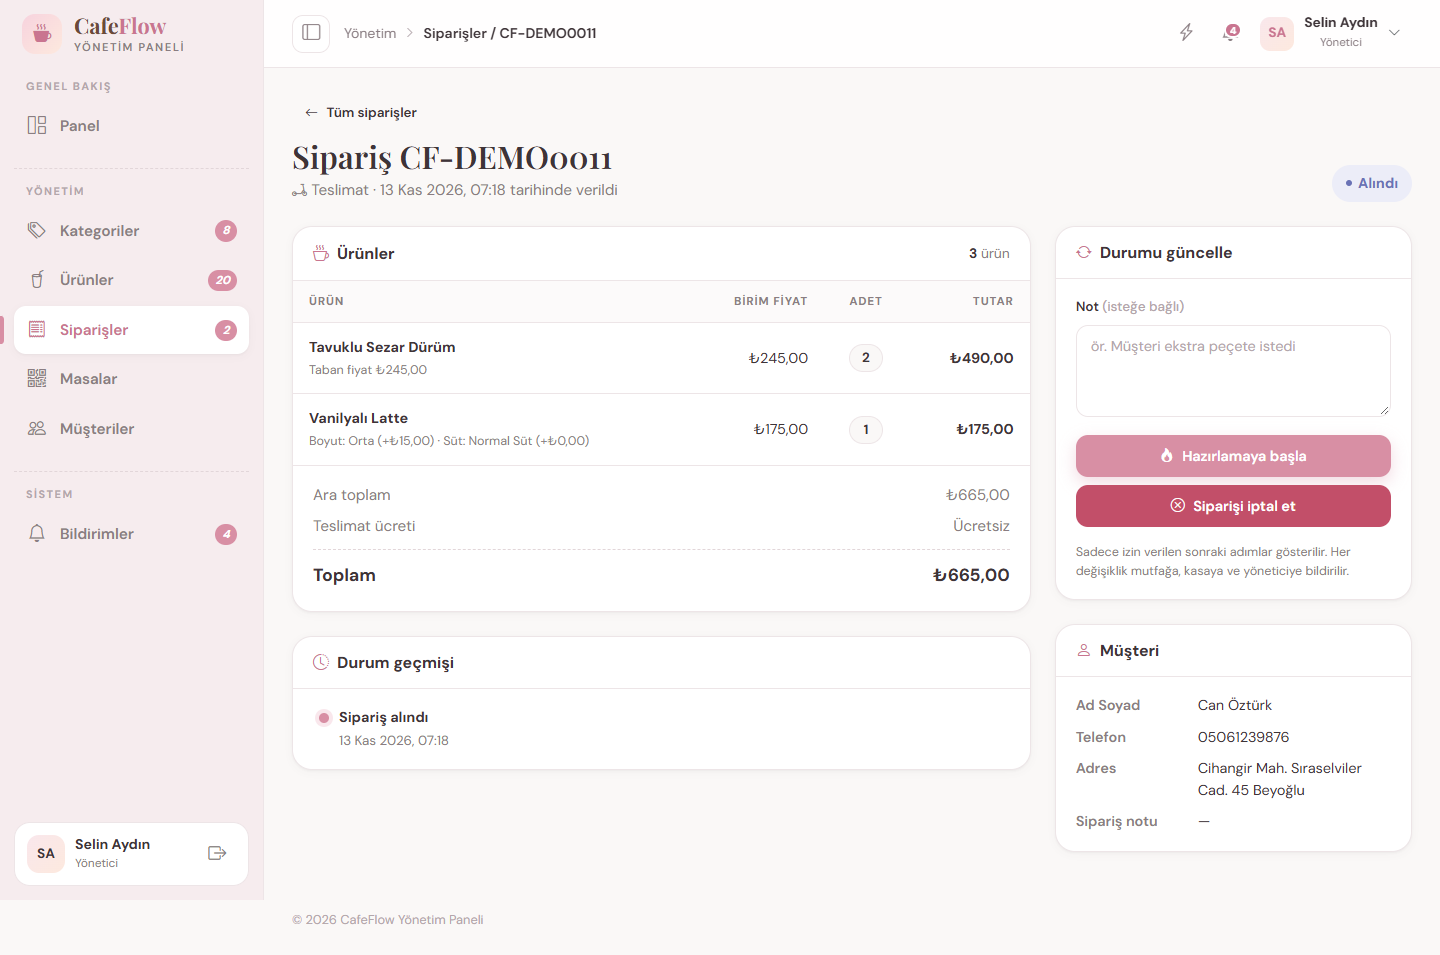 CafeFlow
YÖNETİM PANELİ
GENEL BAKIŞ
Panel
YÖNETİM
Kategoriler 8
Ürünler 20
Siparişler 2
Masalar
Müşteriler
SİSTEM
Bildirimler 4
SA Selin Aydın
Yönetici
Yönetim Siparişler / CF-DEMO0011
4
SA Selin Aydın
Yönetici
Tüm siparişler
Sipariş CF-DEMO0011
Teslimat · 13 Kas 2026, 07:18 tarihinde verildi
Alındı
Ürünler 3 ürün
ÜRÜN BİRİM FİYAT ADET TUTAR
Tavuklu Sezar Dürüm ₺245,00 2 ₺490,00
Taban fiyat ₺245,00
Vanilyalı Latte ₺175,00 1 ₺175,00
Boyut: Orta (+₺15,00) · Süt: Normal Süt (+₺0,00)
Ara toplam ₺665,00
Teslimat ücreti Ücretsiz
Toplam ₺665,00
Durum geçmişi
Sipariş alındı
13 Kas 2026, 07:18
Durumu güncelle
Not (isteğe bağlı)
ör. Müşteri ekstra peçete istedi
Hazırlamaya başla
Siparişi iptal et
Sadece izin verilen sonraki adımlar gösterilir. Her
değişiklik mutfağa, kasaya ve yöneticiye bildirilir.
Müşteri
Ad Soyad Can Öztürk
Telefon 05061239876
Adres Cihangir Mah. Sıraselviler
Cad. 45 Beyoğlu
Sipariş notu —
© 2026 CafeFlow Yönetim Paneli